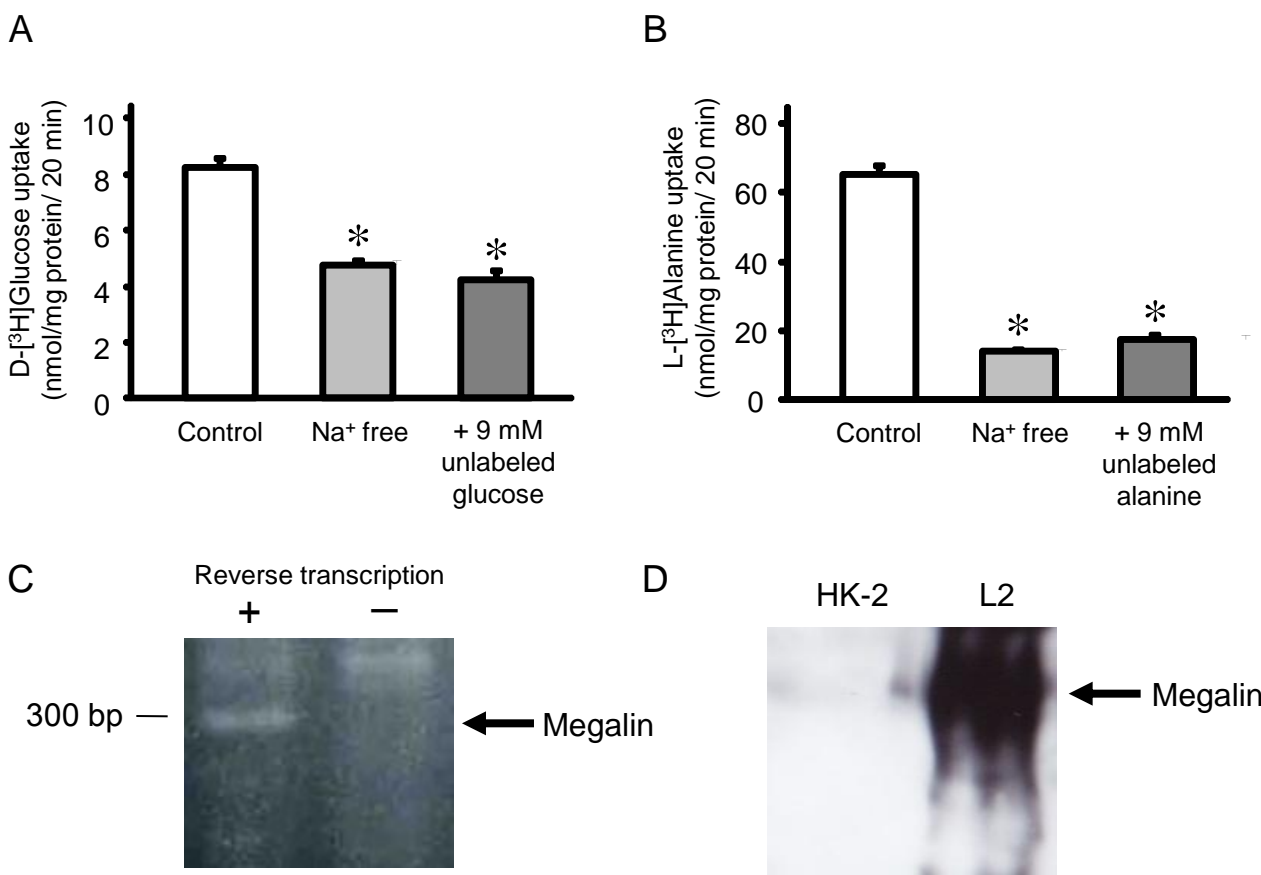 A
D-[³H]Glucose uptake
(nmol/mg protein/ 20 min)
10
8
6
4
2
0
*
*
Control
Na⁺ free
+ 9 mM
unlabeled
glucose
B
L-[³H]Alanine uptake
(nmol/mg protein/ 20 min)
80
60
40
20
0
*
*
Control
Na⁺ free
+ 9 mM
unlabeled
alanine
C
Reverse transcription
+ −
300 bp
Megalin
D
HK-2 L2
Megalin